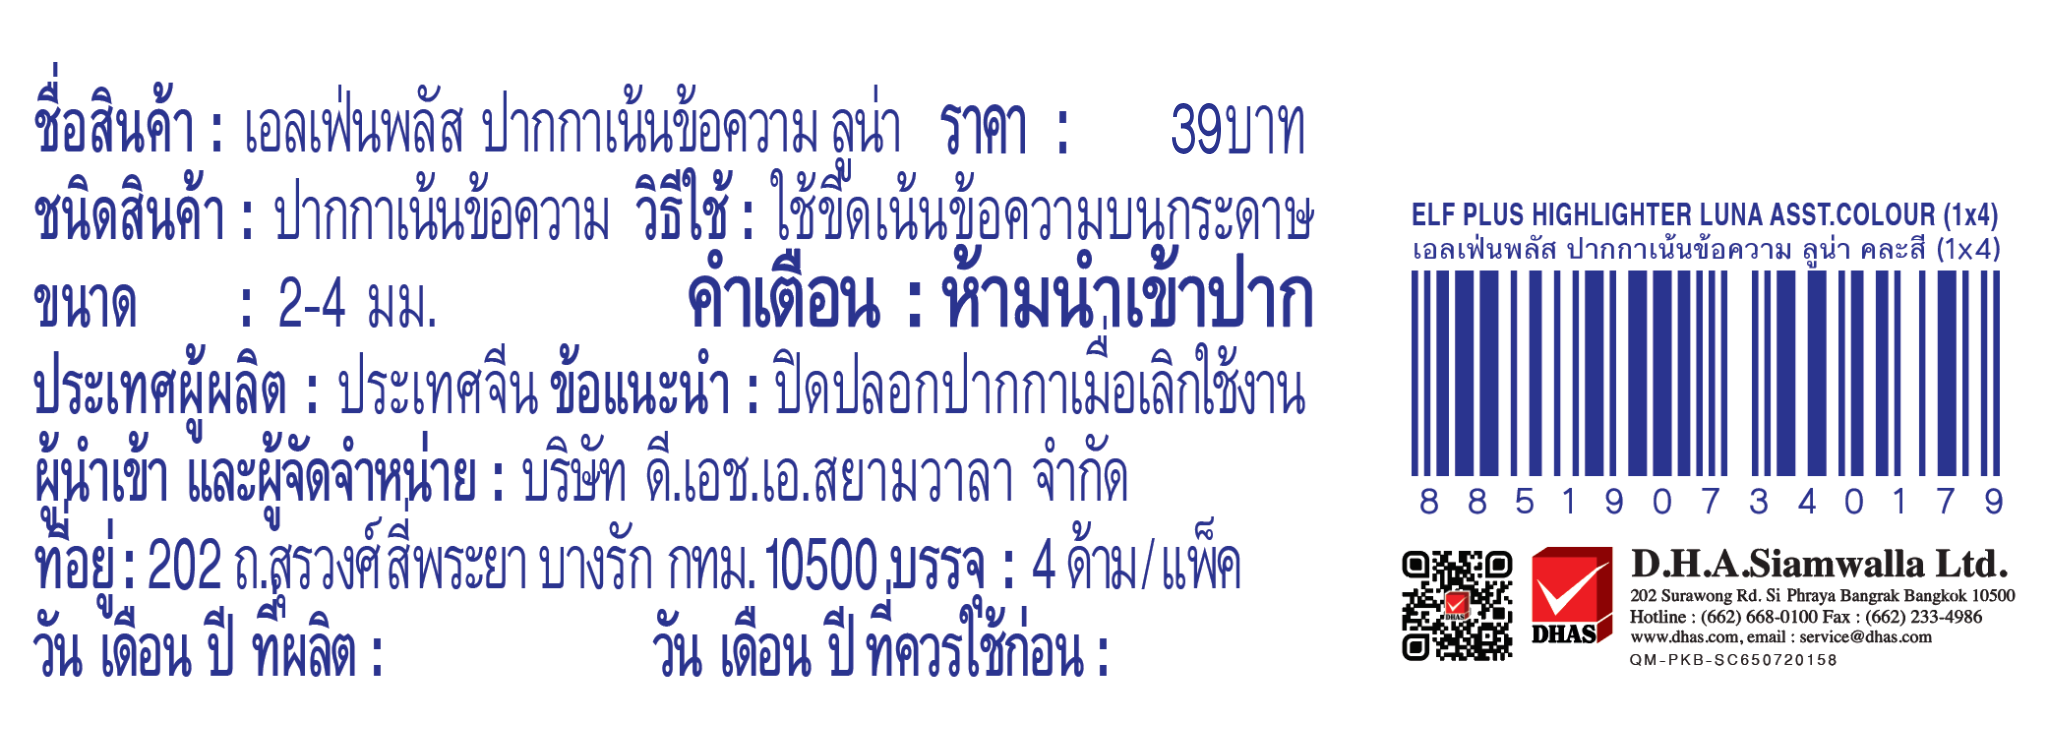 ชื่อสินค้า : เอลเฟ่นพลัส ปากกาเน้นข้อความ ลูน่า ราคา : 39บาท
ชนิดสินค้า : ปากกาเน้นข้อความ วิธีใช้ : ใช้ขีดเน้นข้อความบนกระดาษ
ขนาด : 2-4 มม. คำเตือน : ห้ามนำเข้าปาก
ประเทศผู้ผลิต : ประเทศจีน ข้อแนะนำ : ปิดปลอกปากกาเมื่อเลิกใช้งาน
ผู้นำเข้า และผู้จัดจำหน่าย : บริษัท ดี.เอช.เอ.สยามวาลา จำกัด
ที่อยู่ : 202 ถ.สุรวงศ์ สี่พระยา บางรัก กทม. 10500 บรรจุ : 4 ด้าม/แพ็ค
วัน เดือน ปี ที่ผลิต : วัน เดือน ปี ที่ควรใช้ก่อน :
ELF PLUS HIGHLIGHTER LUNA ASST.COLOUR (1x4)
เอลเฟ่นพลัส ปากกาเน้นข้อความ ลูน่า คละสี (1x4)
8851907340179
DHAS
DHAS
D.H.A.Siamwalla Ltd.
202 Surawong Rd. Si Phraya Bangrak Bangkok 10500
Hotline : (662) 668-0100 Fax : (662) 233-4986
www.dhas.com, email : service@dhas.com
QM-PKB-SC650720158